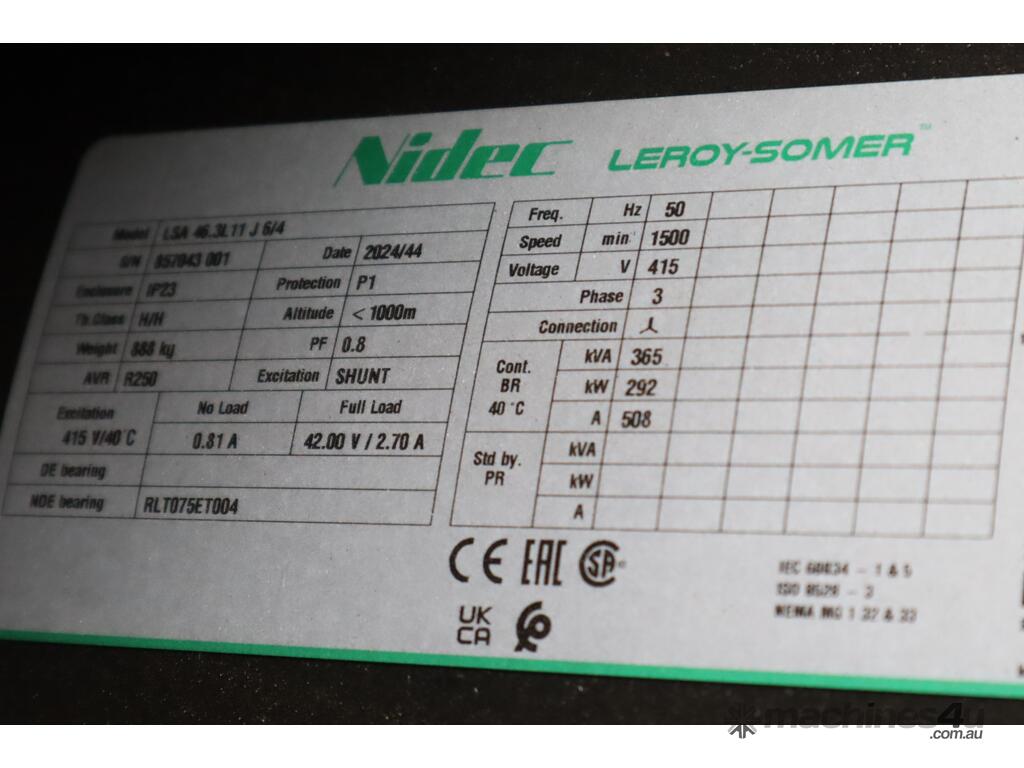 Nidec LEROY-SOMER™
Model LSA 46.3L11 J 6/4
S/N 957043 001 Date 2024/44
Enclosure IP23 Protection P1
Th.Class H/H Altitude < 1000m
Weight 888 kg PF 0.8
AVR R250 Excitation SHUNT
Excitation No Load Full Load
415 V/40°C 0.81 A 42.00 V / 2.70 A
DE bearing
NDE bearing RLT075ET004
Freq. Hz 50
Speed min 1500
Voltage V 415
Phase 3
Connection
Cont. BR 40 °C kVA 365
kW 292
A 508
Std by. PR kVA
kW
A
CE EAC SA
UK
CA
IEC 60034 - 1 & 5
ISO 8528 - 3
NEMA MG 1 32 & 33
machines4u
.com.au